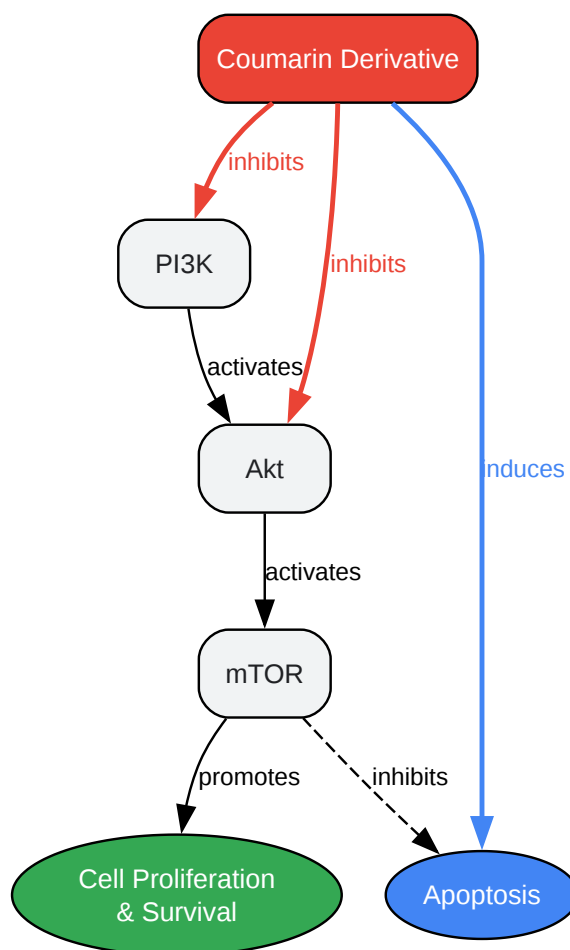 Coumarin Derivative
inhibits
PI3K
inhibits
activates
Akt
induces
activates
mTOR
promotes
inhibits
Cell Proliferation
& Survival
Apoptosis